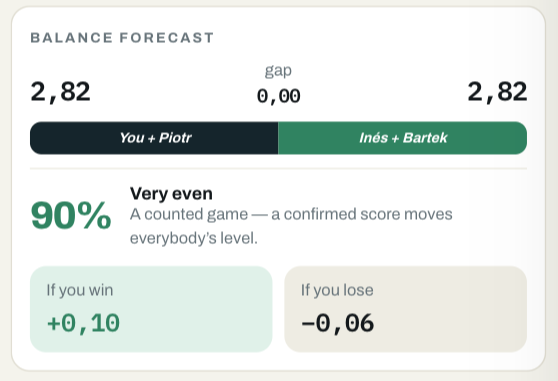 BALANCE FORECAST
gap
2,82 0,00 2,82
You + Piotr Inés + Bartek
90% Very even
A counted game — a confirmed score moves
everybody's level.
If you win If you lose
+0,10 −0,06